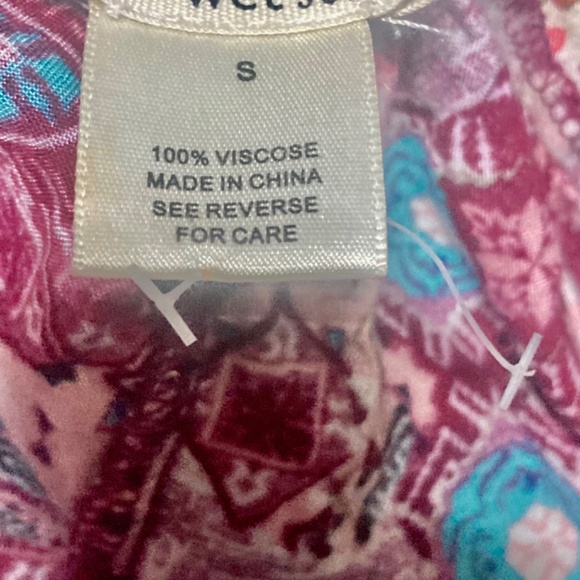 S
100% VISCOSE
MADE IN CHINA
SEE REVERSE
FOR CARE